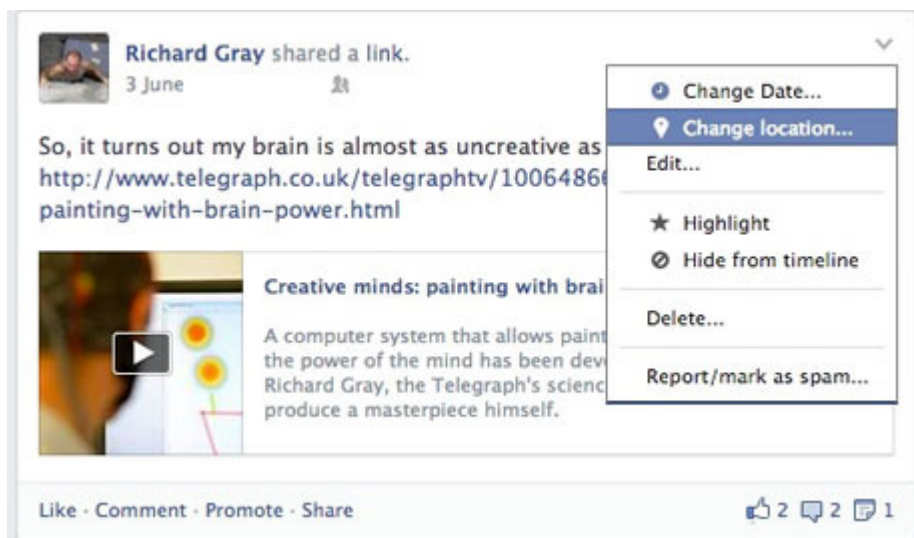 Richard Gray shared a link.
3 June
So, it turns out my brain is almost as uncreative as
http://www.telegraph.co.uk/telegraphtv/1006486
painting-with-brain-power.html
Creative minds: painting with brai
A computer system that allows paint
the power of the mind has been dev
Richard Gray, the Telegraph's scienc
produce a masterpiece himself.
Change Date...
Change location...
Edit...
Highlight
Hide from timeline
Delete...
Report/mark as spam...
Like · Comment · Promote · Share
2 2 1